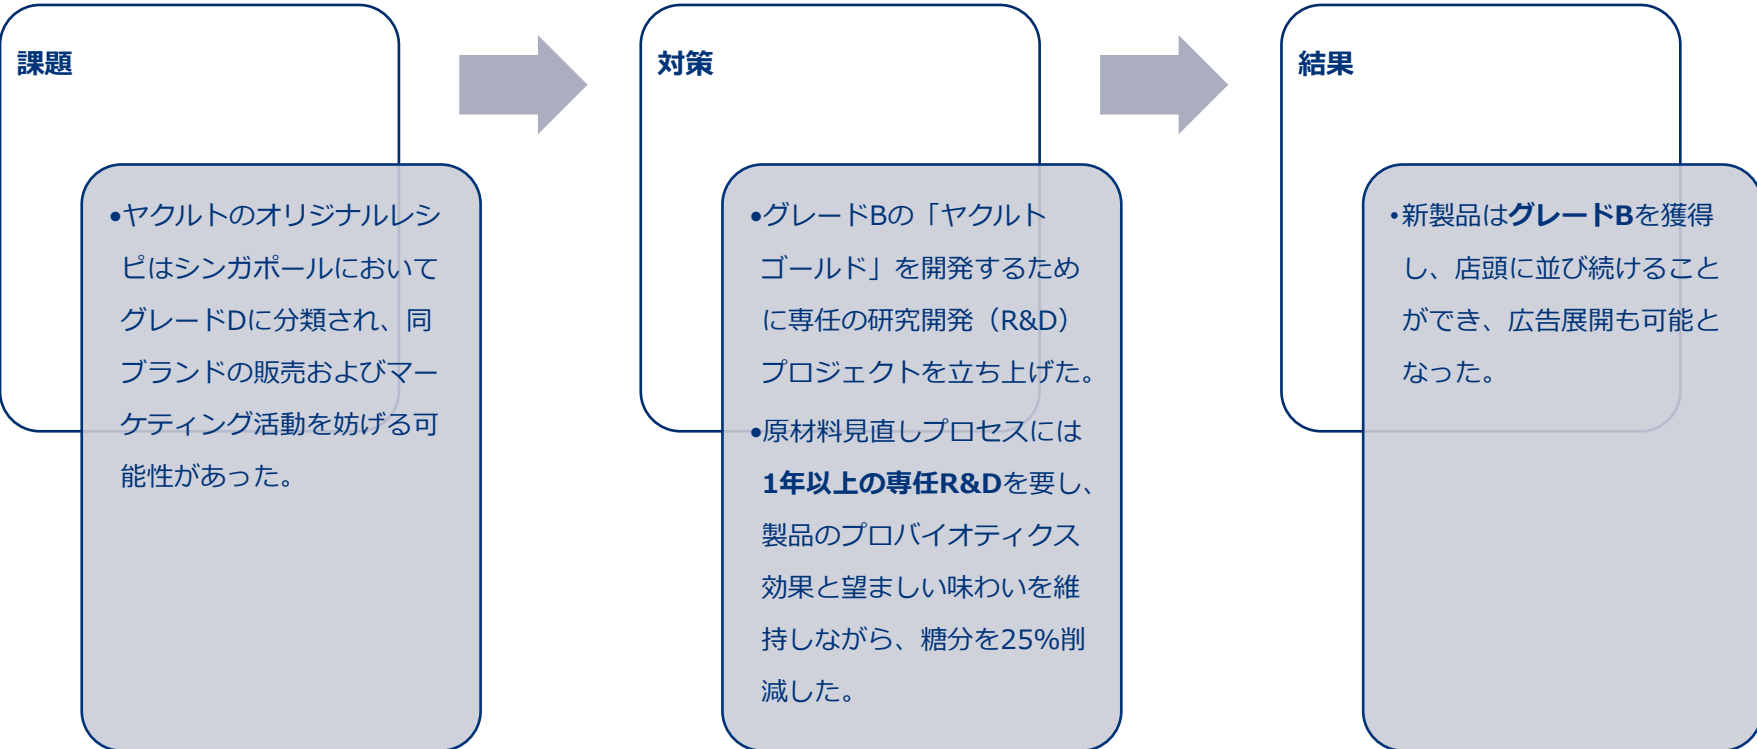 課題
•ヤクルトのオリジナルレシ
ピはシンガポールにおいて
グレードDに分類され、同
ブランドの販売およびマー
ケティング活動を妨げる可
能性があった。
対策
•グレードBの「ヤクルト
ゴールド」を開発するため
に専任の研究開発（R&D）
プロジェクトを立ち上げた。
•原材料見直しプロセスには
1年以上の専任R&Dを要し、
製品のプロバイオティクス
効果と望ましい味わいを維
持しながら、糖分を25%削
減した。
結果
•新製品はグレードBを獲得
し、店頭に並び続けること
ができ、広告展開も可能と
なった。